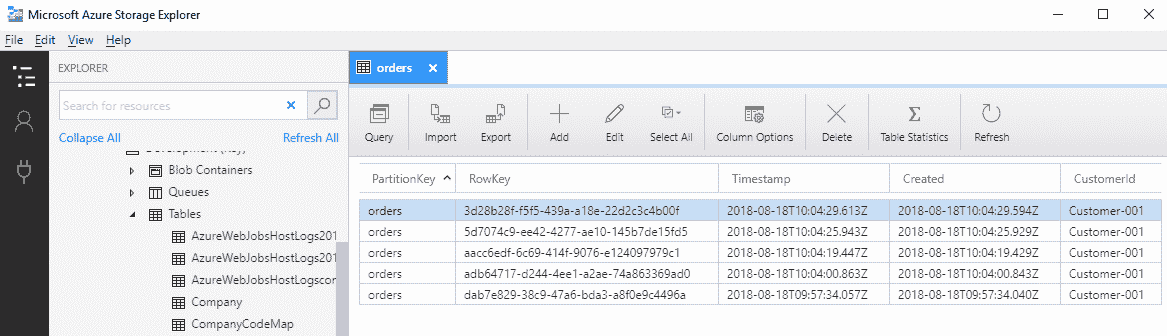 Microsoft Azure Storage Explorer
File Edit View Help
EXPLORER
Search for resources
Collapse All Refresh All
Blob Containers
Queues
Tables
AzureWebJobsHostLogs201
AzureWebJobsHostLogs201
AzureWebJobsHostLogscon
Company
CompanyCodeMap
orders
Query Import Export Add Edit Select All Column Options Delete Table Statistics Refresh
PartitionKey RowKey Timestamp Created CustomerId
orders 3d28b28f-f5f5-439a-a18e-22d2c3c4b00f 2018-08-18T10:04:29.613Z 2018-08-18T10:04:29.594Z Customer-001
orders 5d7074c9-ee42-4277-ae10-145b7de15fd5 2018-08-18T10:04:25.943Z 2018-08-18T10:04:25.929Z Customer-001
orders aacc6edf-6c69-414f-9076-e124097979c1 2018-08-18T10:04:19.447Z 2018-08-18T10:04:19.429Z Customer-001
orders adb64717-d244-4ee1-a2ae-74a863369ad0 2018-08-18T10:04:00.863Z 2018-08-18T10:04:00.843Z Customer-001
orders dab7e829-38c9-47a6-bda3-a8f0e9c4496a 2018-08-18T09:57:34.057Z 2018-08-18T09:57:34.040Z Customer-001